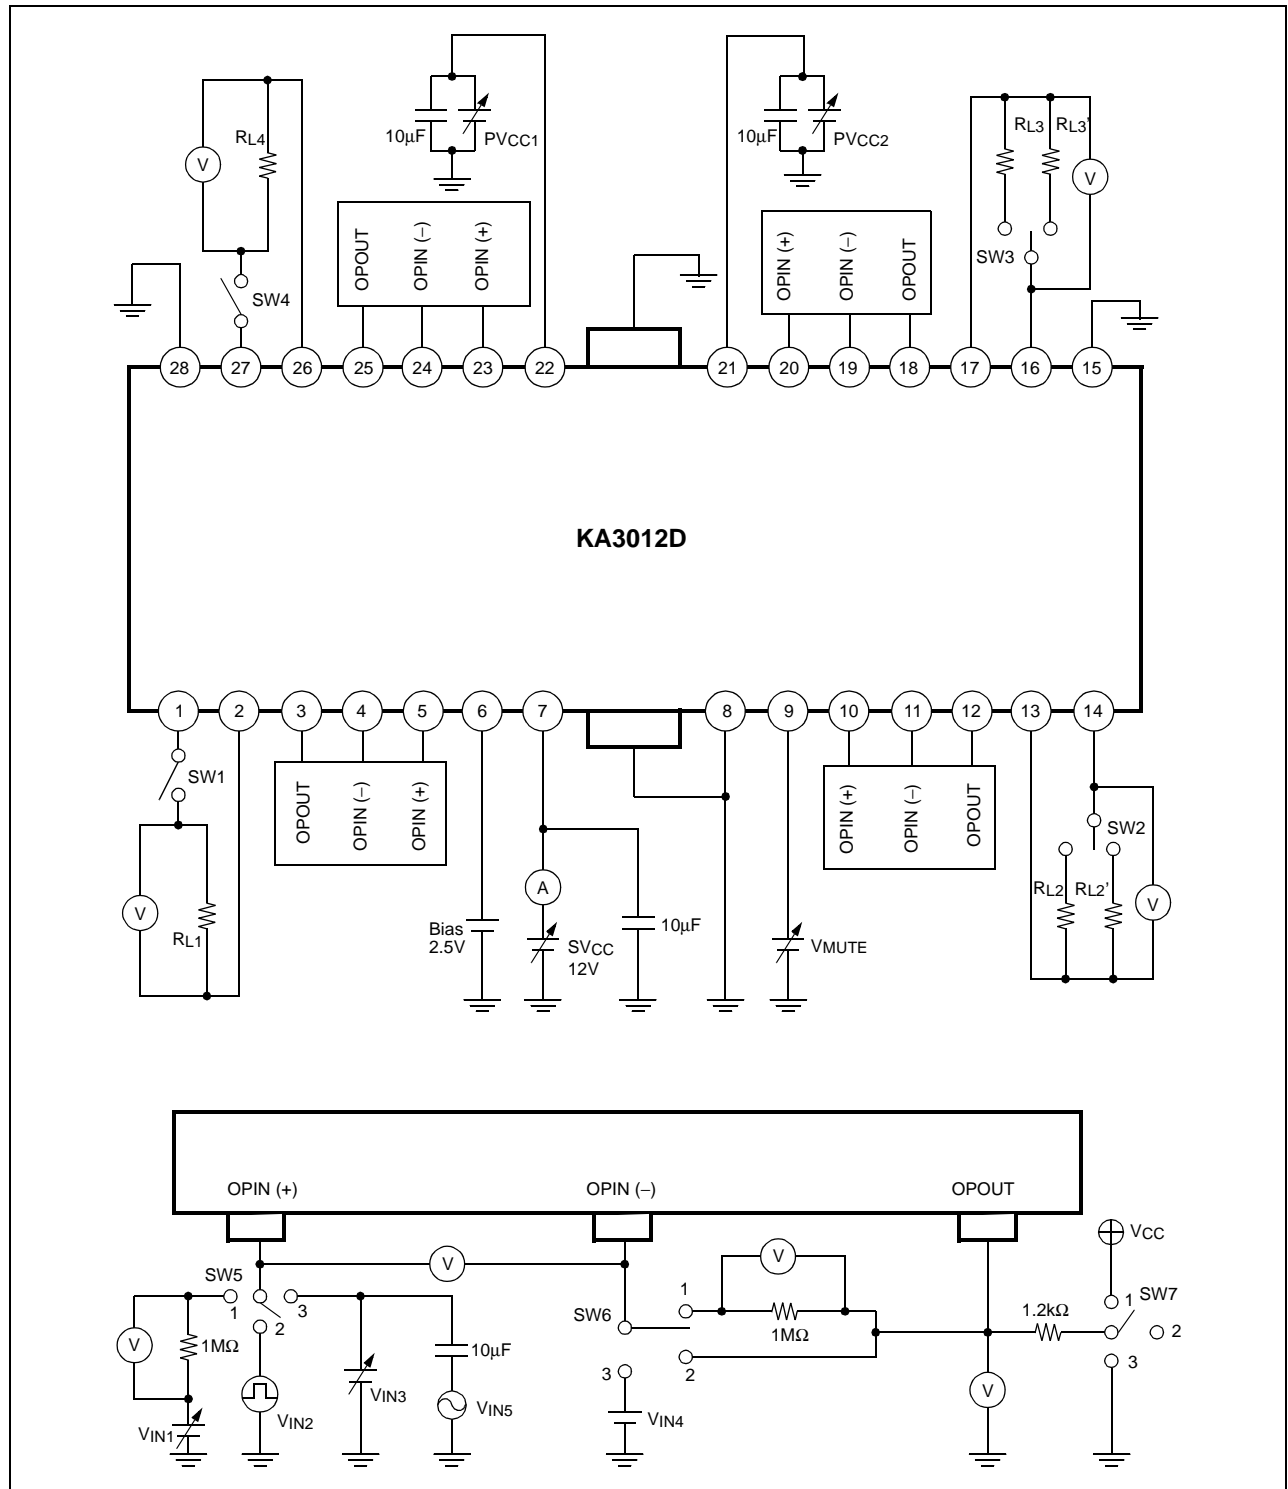 RL4
V
10µF
PVCC1
10µF
PVCC2
RL3
RL3'
V
SW4
OPOUT
OPIN (−)
OPIN (+)
OPIN (+)
OPIN (−)
OPOUT
SW3
28
27
26
25
24
23
22
21
20
19
18
17
16
15
KA3012D
1
2
3
4
5
6
7
8
9
10
11
12
13
14
SW1
OPOUT
OPIN (−)
OPIN (+)
OPIN (+)
OPIN (−)
OPOUT
SW2
V
RL1
A
RL2
RL2'
V
Bias
2.5V
SVCC
12V
10µF
VMUTE
OPIN (+)
OPIN (−)
OPOUT
VCC
V
V
SW5
1
2
3
SW6
1
2
3
1MΩ
1.2kΩ
1
SW7
2
3
V
1MΩ
10µF
V
VIN1
VIN2
VIN3
VIN5
VIN4